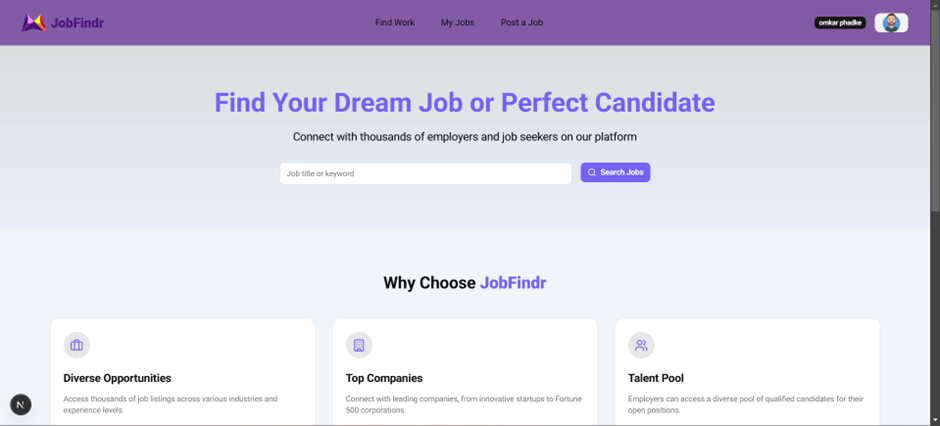 JobFindr
Find Work
My Jobs
Post a Job
omkar phadke
Find Your Dream Job or Perfect Candidate
Connect with thousands of employers and job seekers on our platform
Job title or keyword
Search Jobs
Why Choose JobFindr
Diverse Opportunities
Access thousands of job listings across various industries and
experience levels.
Top Companies
Connect with leading companies, from innovative startups to Fortune
500 corporations.
Talent Pool
Employers can access a diverse pool of qualified candidates for their
open positions.
N